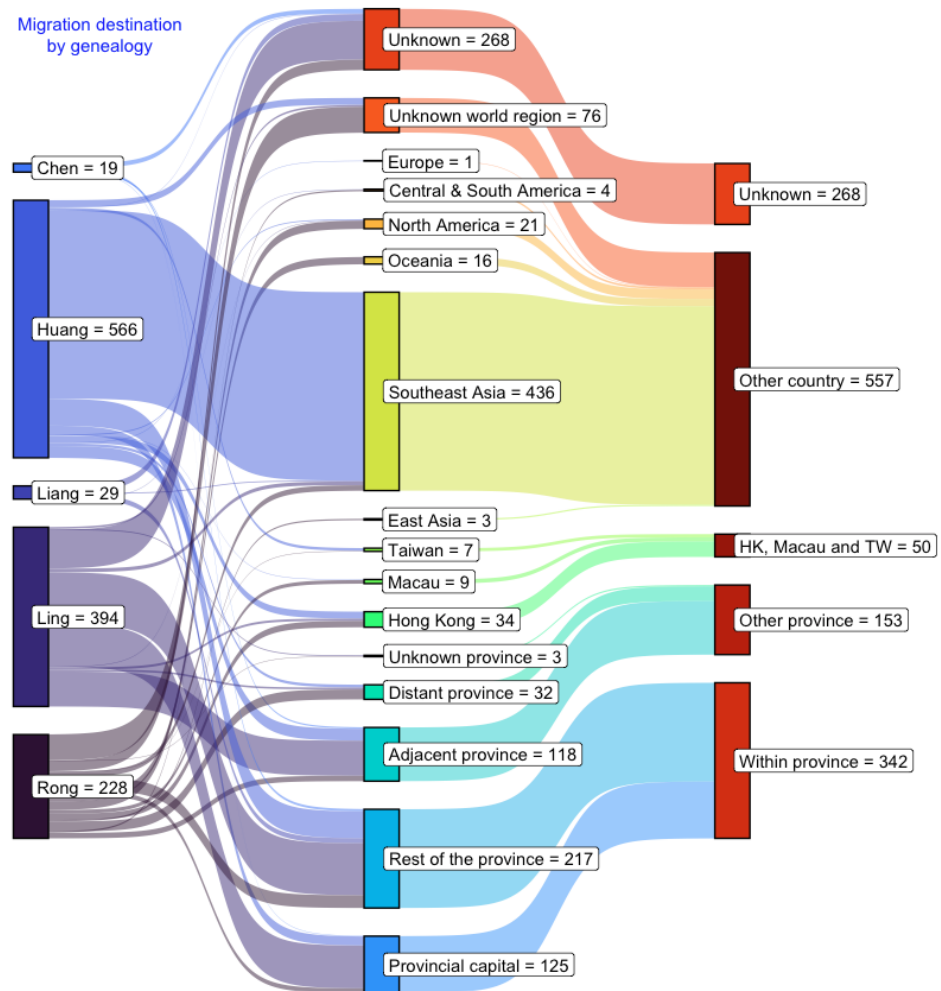 Migration destination
by genealogy
Chen = 19
Huang = 566
Liang = 29
Ling = 394
Rong = 228
Unknown = 268
Unknown world region = 76
Europe = 1
Central & South America = 4
North America = 21
Oceania = 16
Southeast Asia = 436
East Asia = 3
Taiwan = 7
Macau = 9
Hong Kong = 34
Unknown province = 3
Distant province = 32
Adjacent province = 118
Rest of the province = 217
Provincial capital = 125
Unknown = 268
Other country = 557
HK, Macau and TW = 50
Other province = 153
Within province = 342